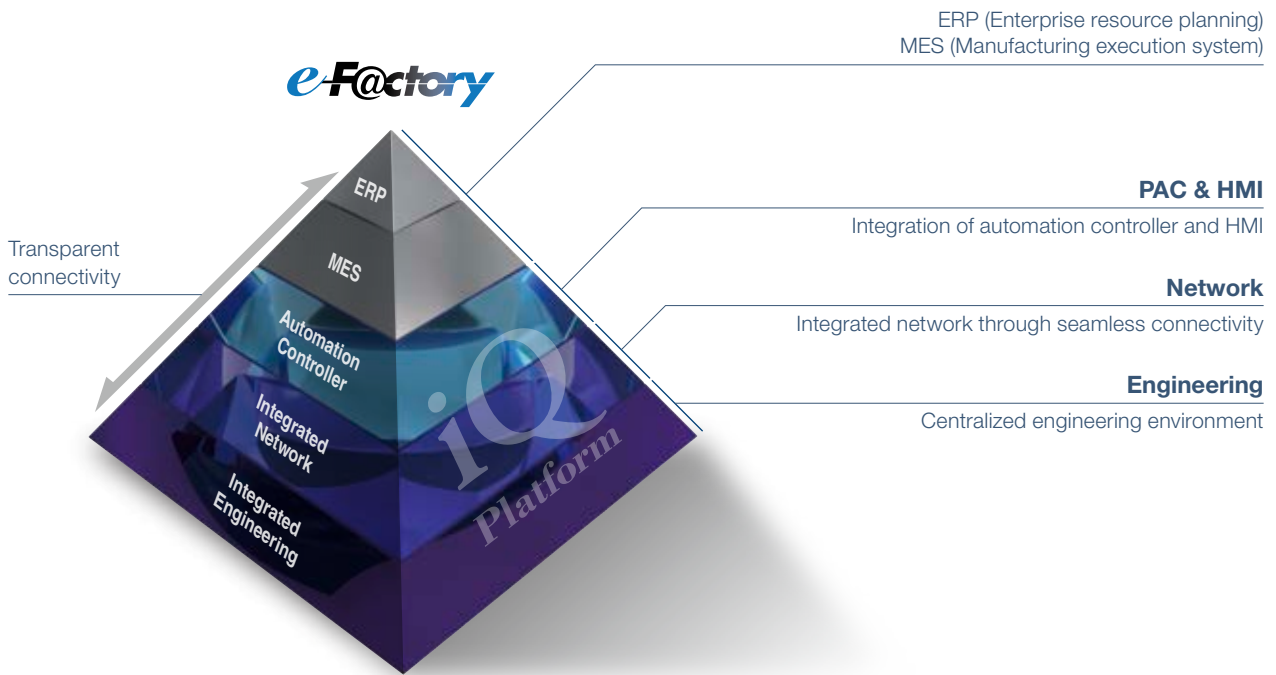 ERP (Enterprise resource planning)
MES (Manufacturing execution system)
e-F@ctory
ERP
MES
Automation
Controller
Integrated
Network
Integrated
Engineering
iQ
Platform
Transparent
connectivity
PAC & HMI
Integration of automation controller and HMI
Network
Integrated network through seamless connectivity
Engineering
Centralized engineering environment